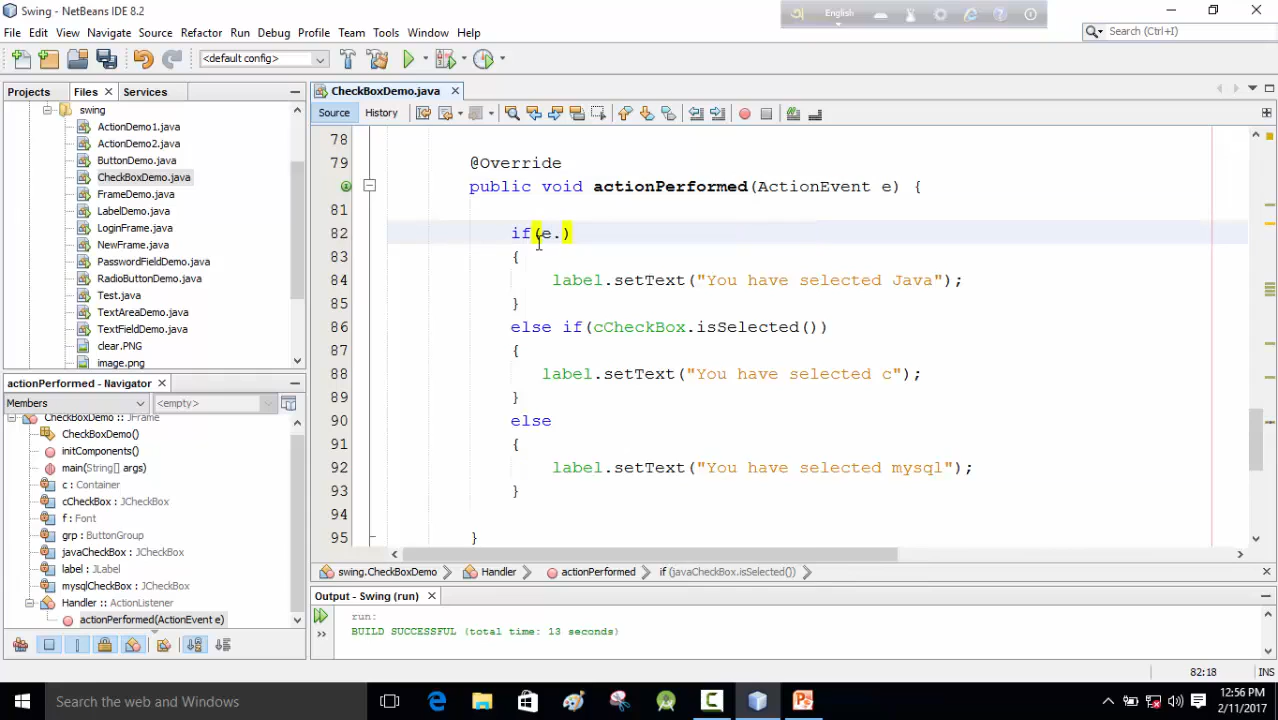 Swing - NetBeans IDE 8.2
English
File Edit View Navigate Source Refactor Run Debug Profile Team Tools Window Help
Search (Ctrl+I)
<default config>
Projects Files Services
CheckBoxDemo.java
Source History
swing
ActionDemo1.java
ActionDemo2.java
ButtonDemo.java
CheckBoxDemo.java
FrameDemo.java
LabelDemo.java
LoginFrame.java
NewFrame.java
PasswordFieldDemo.java
RadioButtonDemo.java
Test.java
TextAreaDemo.java
TextFieldDemo.java
clear.PNG
image.png
78
79 @Override
public void actionPerformed(ActionEvent e) {
81
82 if(e.)
83 {
84 label.setText("You have selected Java");
85 }
86 else if(cCheckBox.isSelected())
87 {
88 label.setText("You have selected c");
89 }
90 else
91 {
92 label.setText("You have selected mysql");
93 }
94
95 }
actionPerformed - Navigator
Members <empty>
CheckBoxDemo :: JFrame
CheckBoxDemo()
initComponents()
main(String[] args)
c : Container
cCheckBox : JCheckBox
f : Font
grp : ButtonGroup
javaCheckBox : JCheckBox
label : JLabel
mysqlCheckBox : JCheckBox
Handler :: ActionListener
actionPerformed(ActionEvent e)
swing.CheckBoxDemo Handler actionPerformed if (javaCheckBox.isSelected())
Output - Swing (run)
run:
BUILD SUCCESSFUL (total time: 13 seconds)
82:18 INS
Search the web and Windows
12:56 PM
2/11/2017